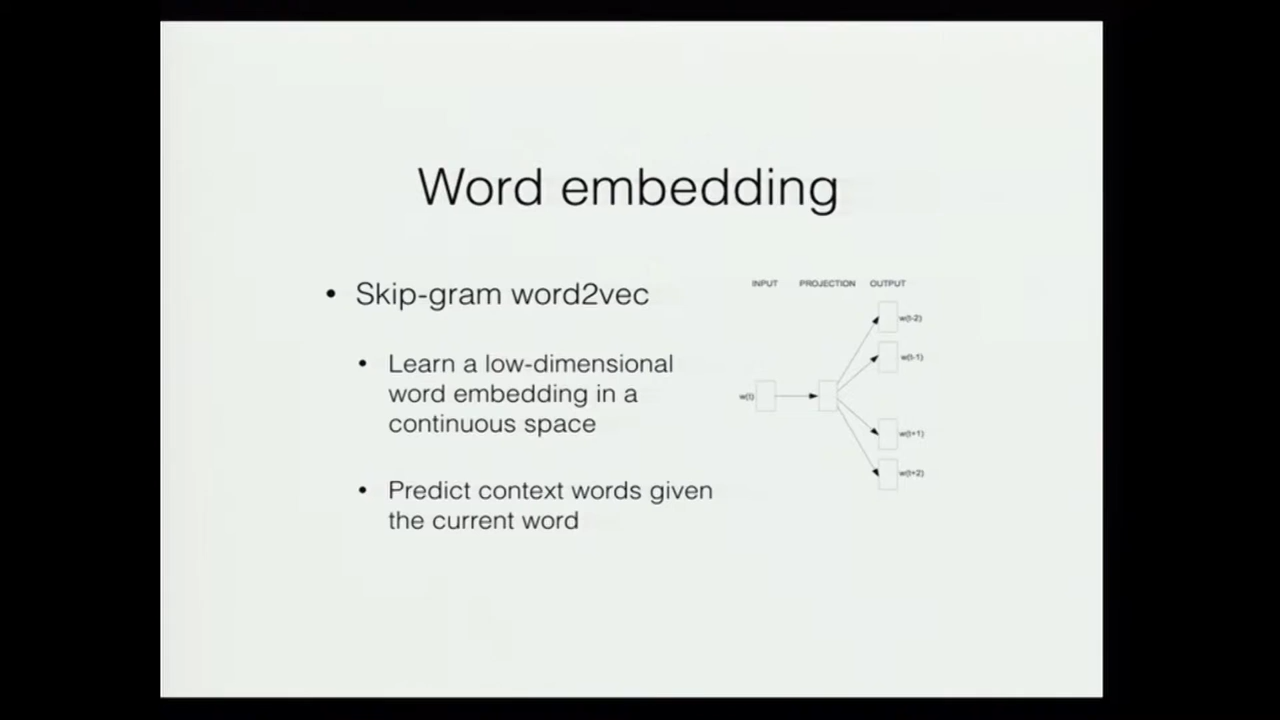 Word embedding
• Skip-gram word2vec
• Learn a low-dimensional
word embedding in a
continuous space
• Predict context words given
the current word
INPUT PROJECTION OUTPUT
w(t-2)
w(t-1)
w(t)
w(t+1)
w(t+2)